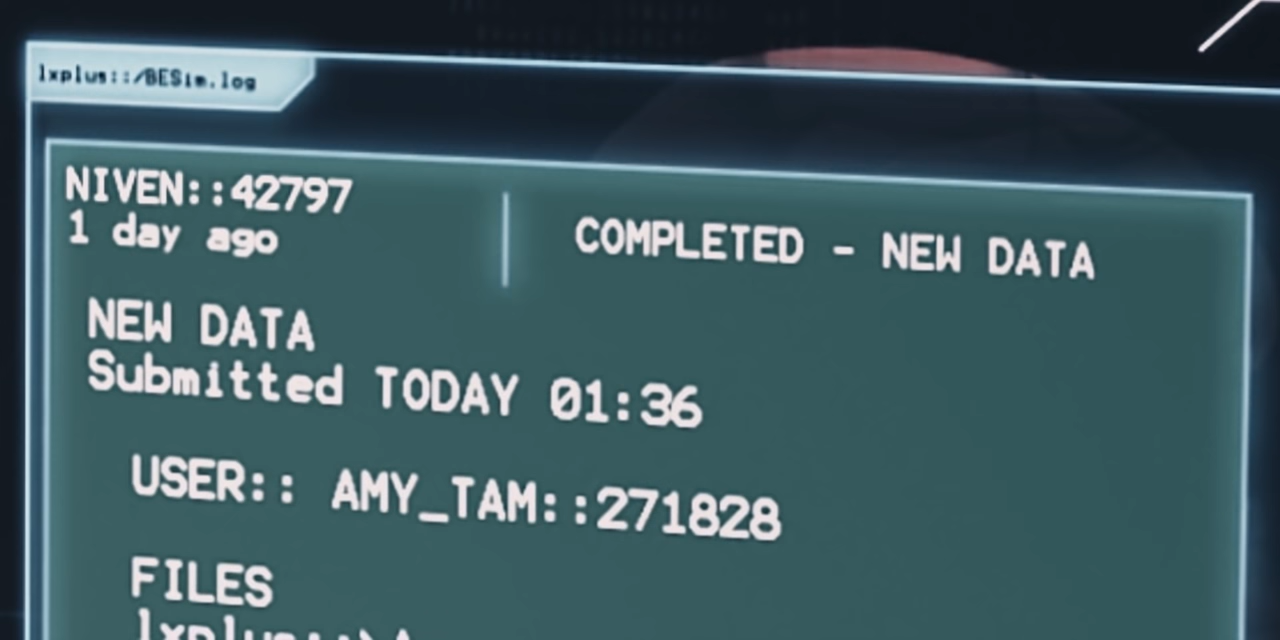 lxplus::/BESim.log
NIVEN::42797
1 day ago
COMPLETED - NEW DATA
NEW DATA
Submitted TODAY 01:36
USER:: AMY_TAM::271828
FILES